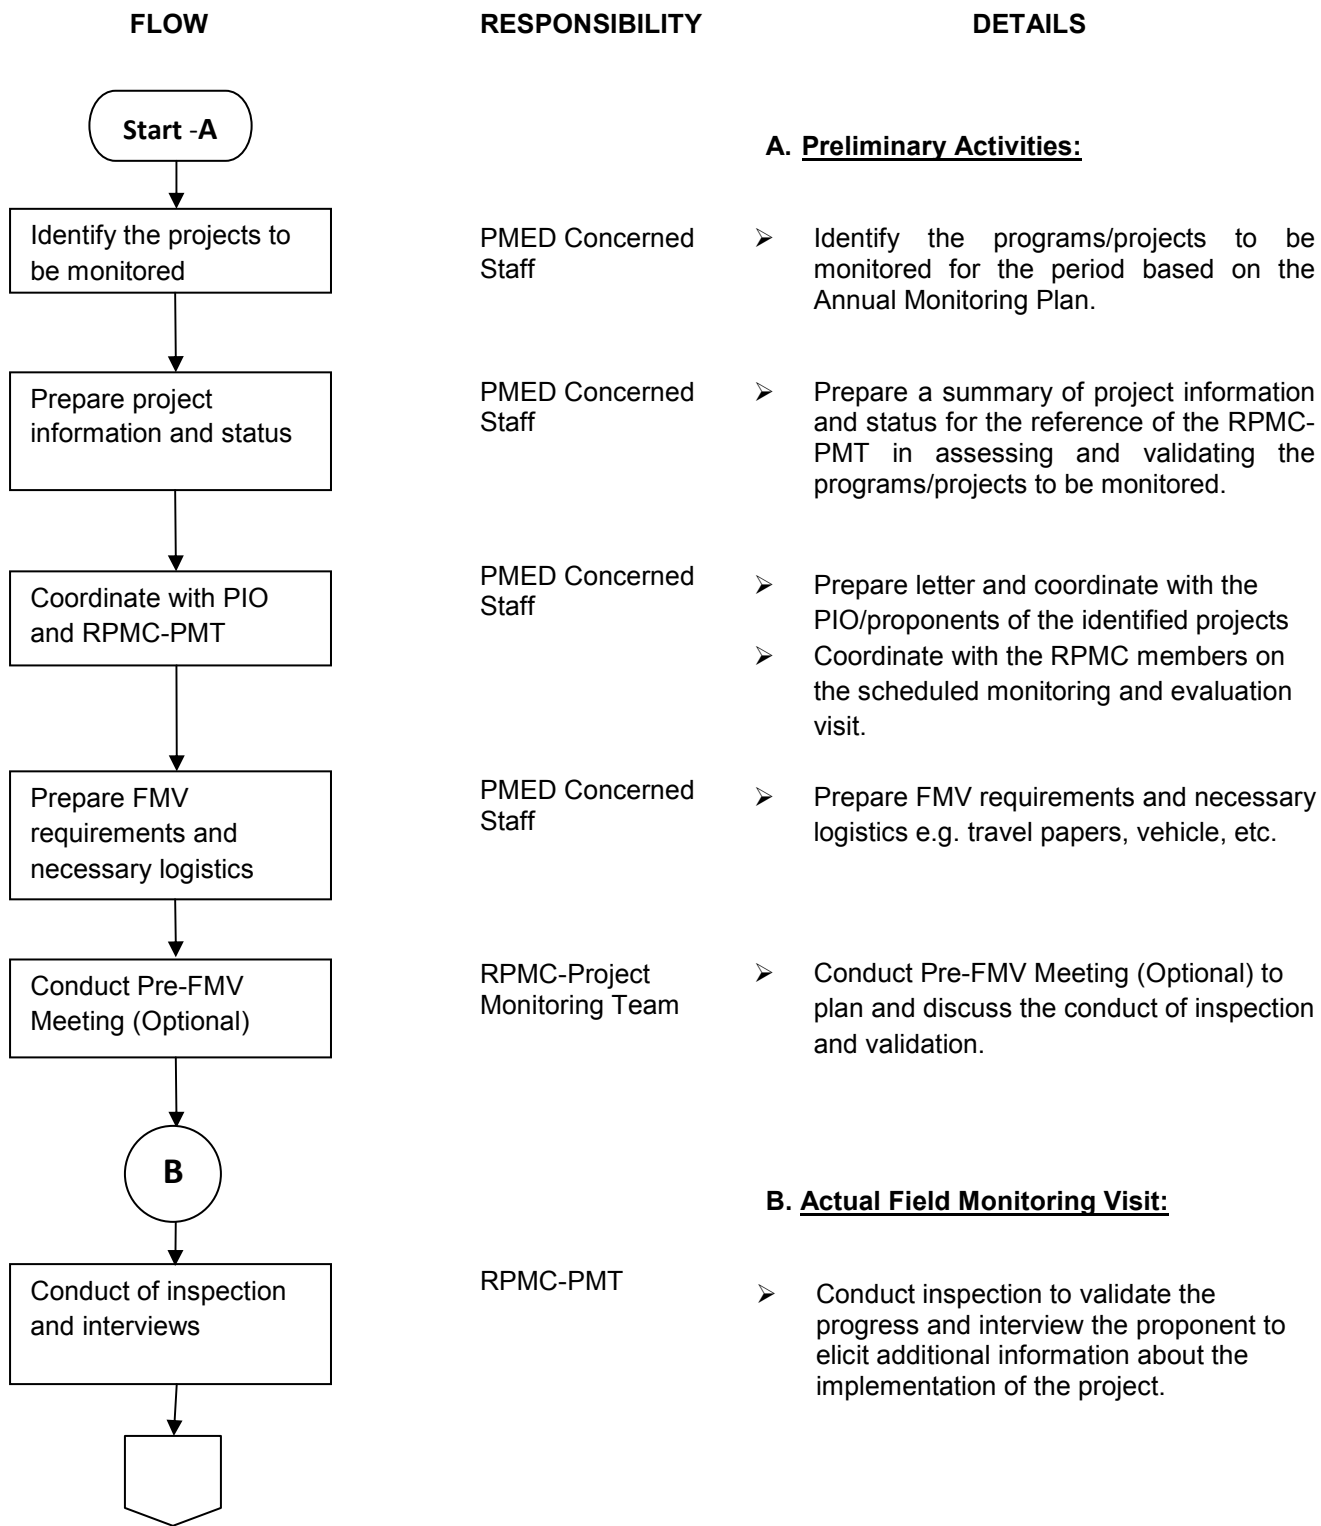 FLOW RESPONSIBILITY DETAILS
Start -A
A. Preliminary Activities:
Identify the projects to
be monitored
PMED Concerned
Staff
➢ Identify the programs/projects to be
monitored for the period based on the
Annual Monitoring Plan.
Prepare project
information and status
PMED Concerned
Staff
➢ Prepare a summary of project information
and status for the reference of the RPMC-
PMT in assessing and validating the
programs/projects to be monitored.
Coordinate with PIO
and RPMC-PMT
PMED Concerned
Staff
➢ Prepare letter and coordinate with the
PIO/proponents of the identified projects
➢ Coordinate with the RPMC members on
the scheduled monitoring and evaluation
visit.
Prepare FMV
requirements and
necessary logistics
PMED Concerned
Staff
➢ Prepare FMV requirements and necessary
logistics e.g. travel papers, vehicle, etc.
Conduct Pre-FMV
Meeting (Optional)
RPMC-Project
Monitoring Team
➢ Conduct Pre-FMV Meeting (Optional) to
plan and discuss the conduct of inspection
and validation.
B
B. Actual Field Monitoring Visit:
Conduct of inspection
and interviews
RPMC-PMT
➢ Conduct inspection to validate the
progress and interview the proponent to
elicit additional information about the
implementation of the project.